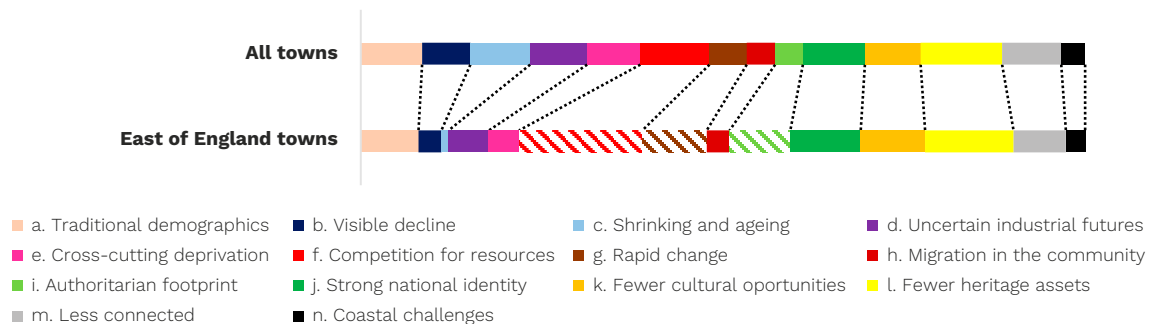 All towns
East of England towns
a. Traditional demographics
b. Visible decline
c. Shrinking and ageing
d. Uncertain industrial futures
e. Cross-cutting deprivation
f. Competition for resources
g. Rapid change
h. Migration in the community
i. Authoritarian footprint
j. Strong national identity
k. Fewer cultural oportunities
l. Fewer heritage assets
m. Less connected
n. Coastal challenges